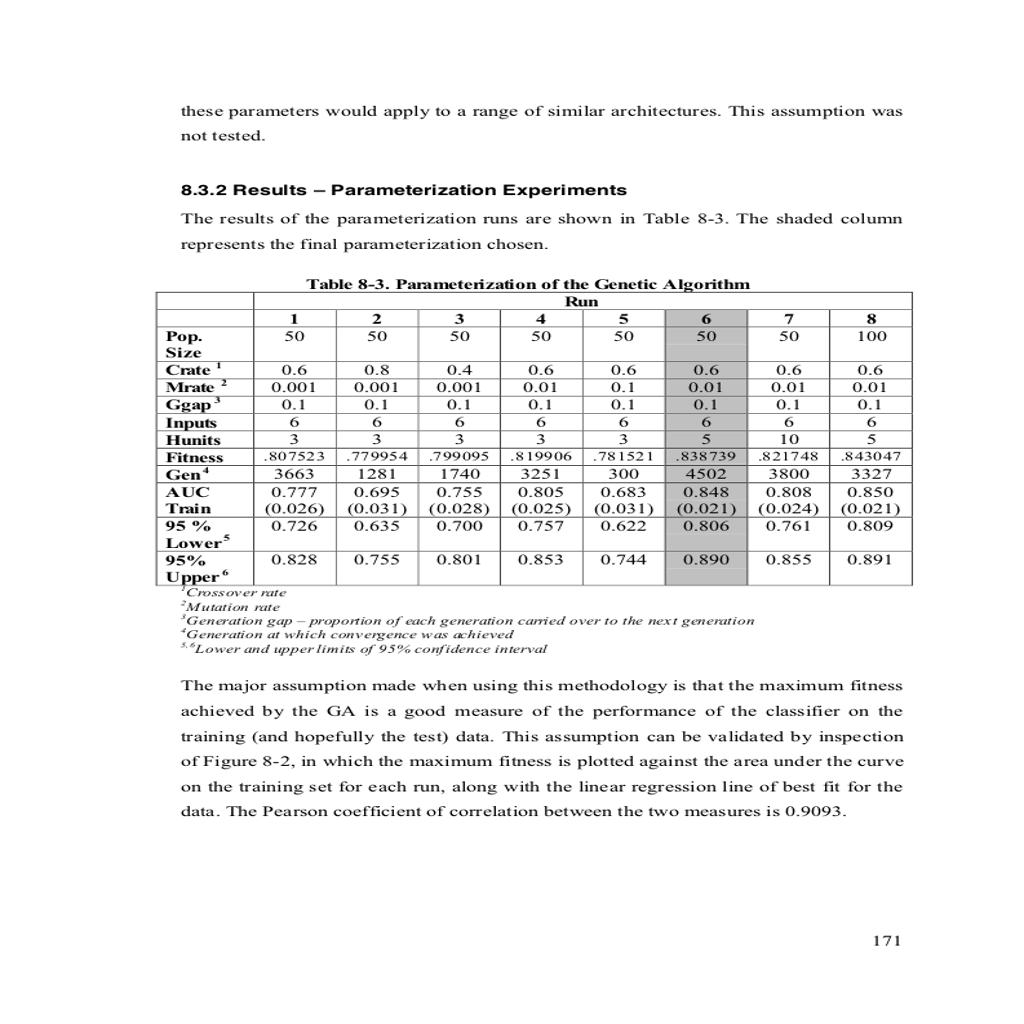 these parameters would apply to a range of similar architectures. This assumption was
not tested.
8.3.2 Results – Parameterization Experiments
The results of the parameterization runs are shown in Table 8-3. The shaded column
represents the final parameterization chosen.
Table 8-3. Parameterization of the Genetic Algorithm
Run
1 2 3 4 5 6 7 8
Pop. 50 50 50 50 50 50 50 100
Size
Crate 1 0.6 0.8 0.4 0.6 0.6 0.6 0.6 0.6
Mrate 2 0.001 0.001 0.001 0.01 0.1 0.01 0.01 0.01
Ggap 3 0.1 0.1 0.1 0.1 0.1 0.1 0.1 0.1
Inputs 6 6 6 6 6 6 6 6
Hunits 3 3 3 3 3 5 10 5
Fitness .807523 .779954 .799095 .819906 .781521 .838739 .821748 .843047
Gen 4 3663 1281 1740 3251 300 4502 3800 3327
AUC 0.777 0.695 0.755 0.805 0.683 0.848 0.808 0.850
Train (0.026) (0.031) (0.028) (0.025) (0.031) (0.021) (0.024) (0.021)
95 % 0.726 0.635 0.700 0.757 0.622 0.806 0.761 0.809
Lower 5
95% 0.828 0.755 0.801 0.853 0.744 0.890 0.855 0.891
Upper 6
1Crossover rate
2Mutation rate
3Generation gap – proportion of each generation carried over to the next generation
4Generation at which convergence was achieved
5,6Lower and upper limits of 95% confidence interval
The major assumption made when using this methodology is that the maximum fitness
achieved by the GA is a good measure of the performance of the classifier on the
training (and hopefully the test) data. This assumption can be validated by inspection
of Figure 8-2, in which the maximum fitness is plotted against the area under the curve
on the training set for each run, along with the linear regression line of best fit for the
data. The Pearson coefficient of correlation between the two measures is 0.9093.
171